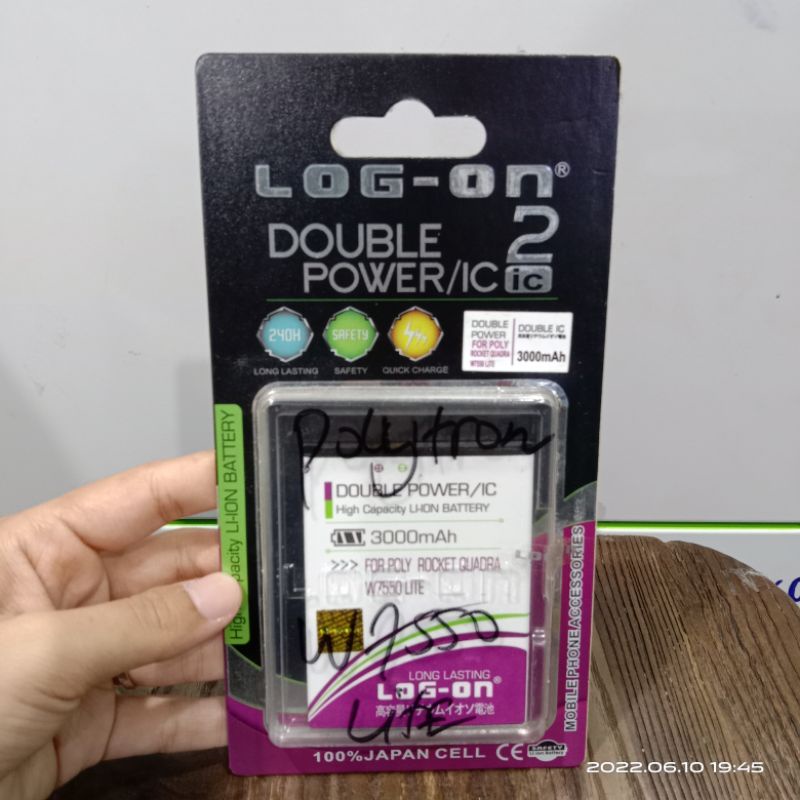 LOG-ON®
DOUBLE 2
POWER/IC ic
240H
SAFETY
LONG LASTING
SAFETY
QUICK CHARGE
DOUBLE
POWER
FOR POLY
ROCKET QUADRA
W7550 LITE
DOUBLE IC
3000mAh
High Capacity LI-ION BATTERY
Polytron
DOUBLE POWER/IC
High Capacity LI-ION BATTERY
3000mAh
>>> FOR POLY ROCKET QUADRA
W7550 LITE
W7550
LONG LASTING
LOG-ON®
LitE
100%JAPAN CELL
CE
SAFETY
MOBILE PHONE ACCESSORIES
2022.06.10 19:45